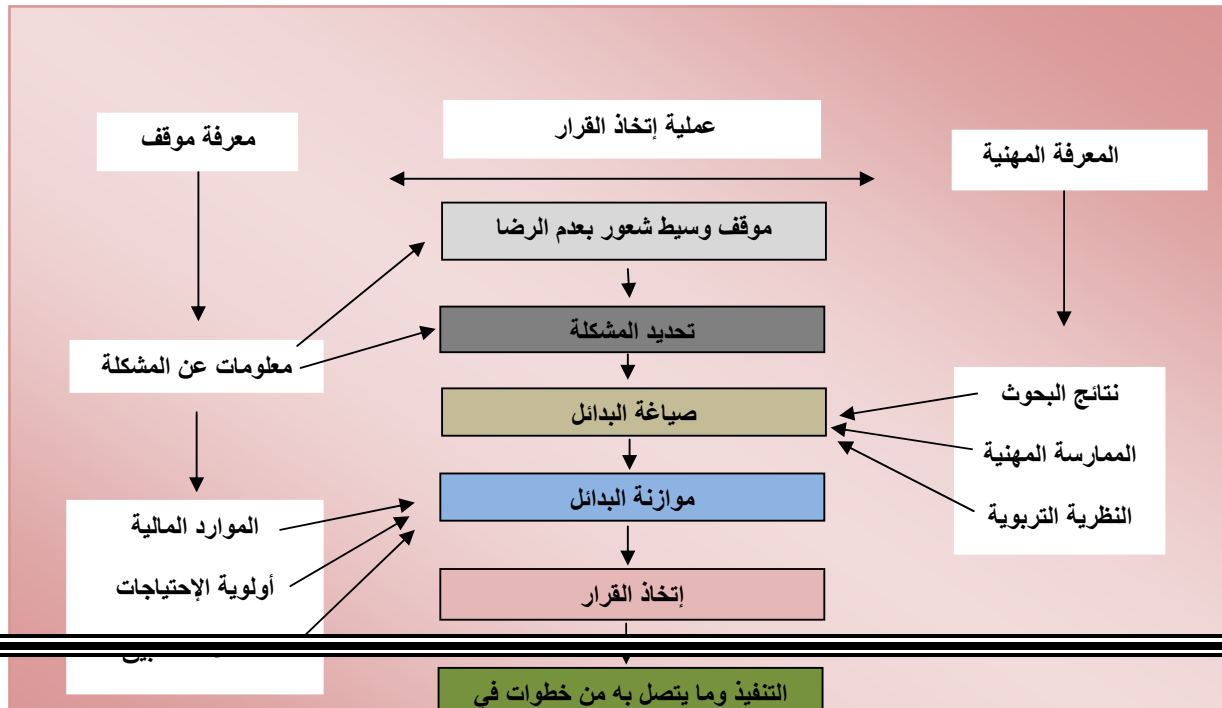 عملية إتخاذ القرار
معرفة موقف
المعرفة المهنية
موقف وسيط شعور بعدم الرضا
تحديد المشكلة
معلومات عن المشكلة
نتائج البحوث
صياغة البدائل
الممارسة المهنية
موازنة البدائل
النظرية التربوية
الموارد المالية
أولوية الإحتياجات
إتخاذ القرار
التنفيذ وما يتصل به من خطوات في